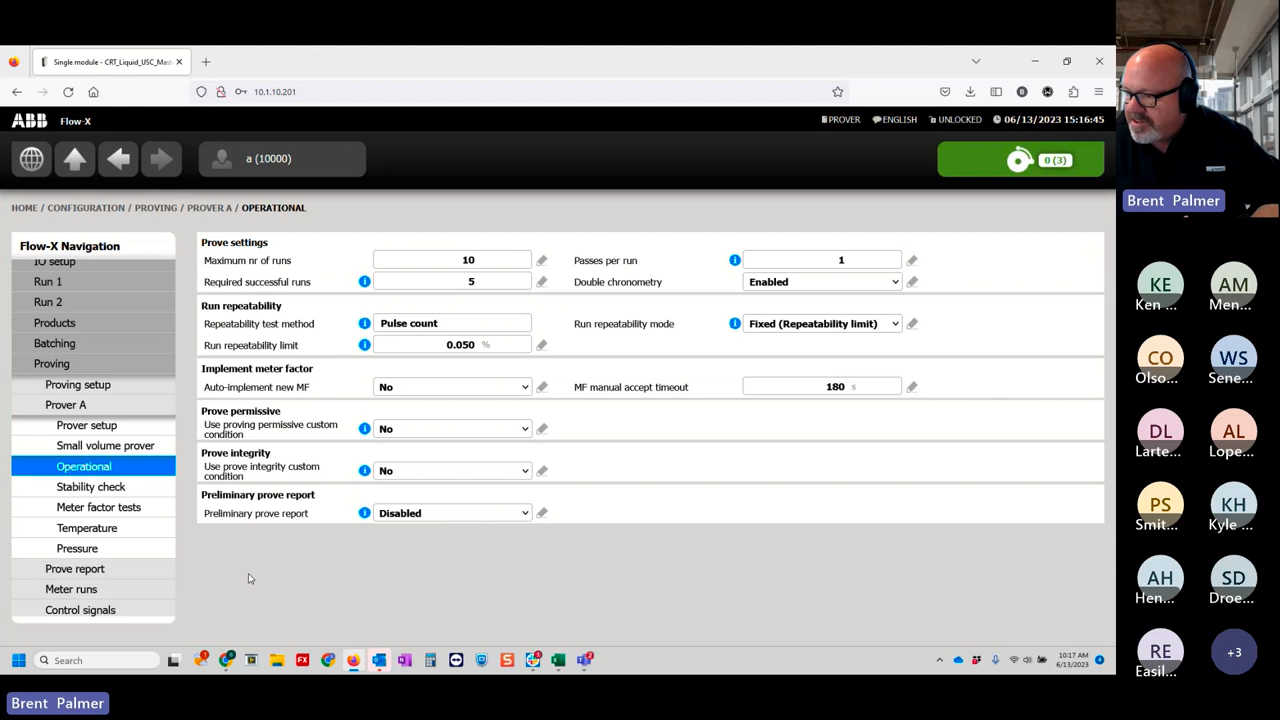 Single module - CRT_Liquid_USC_Mast
10.1.10.201
ABB
Flow-X
PROVER
ENGLISH
UNLOCKED
06/13/2023 15:16:45
a (10000)
0 (3)
HOME / CONFIGURATION / PROVING / PROVER A / OPERATIONAL
Flow-X Navigation
IO setup
Run 1
Run 2
Products
Batching
Proving
Proving setup
Prover A
Prover setup
Small volume prover
Operational
Stability check
Meter factor tests
Temperature
Pressure
Prove report
Meter runs
Control signals
Prove settings
Maximum nr of runs 10 Passes per run 1
Required successful runs 5 Double chronometry Enabled
Run repeatability
Repeatability test method Pulse count Run repeatability mode Fixed (Repeatability limit)
Run repeatability limit 0.050 %
Implement meter factor
Auto-implement new MF No MF manual accept timeout 180 s
Prove permissive
Use proving permissive custom
condition
No
Prove integrity
Use prove integrity custom
condition
No
Preliminary prove report
Preliminary prove report Disabled
Search
10:17 AM
6/13/2023
Brent Palmer
Brent Palmer
KE
Ken ...
AM
Men...
CO
Olso...
WS
Sene...
DL
Larte...
AL
Lope...
PS
Smit...
KH
Kyle ...
AH
Hen...
SD
Droe...
RE
Easil...
+3